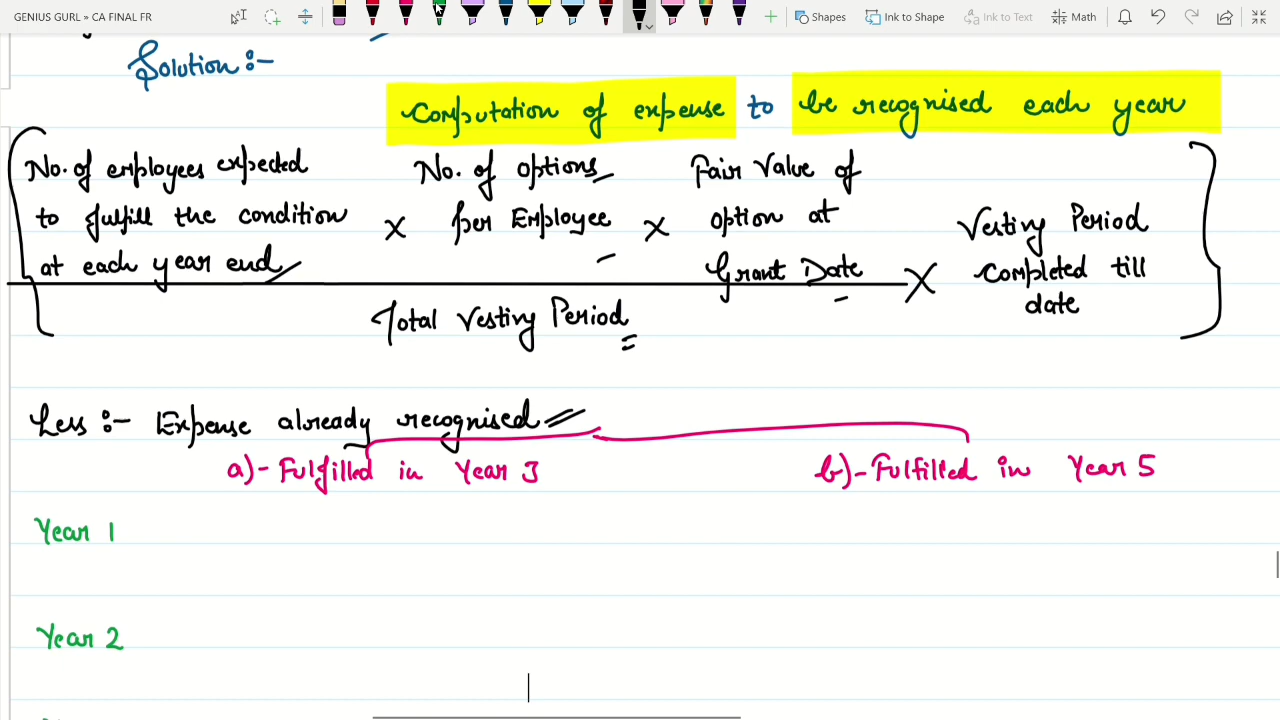 GENIUS GURL » CA FINAL FR
Shapes
Ink to Shape
Ink to Text
Math
Solution:-
Computation of expense to be recognised each year
No. of employees expected to fulfill the condition at each year end
X
No. of options per Employee
X
Fair Value of option at Grant Date
Total Vesting Period
X
Vesting Period completed till date
Less :- Expense already recognised
a)- Fulfilled in Year 3
b)- Fulfilled in Year 5
Year 1
Year 2